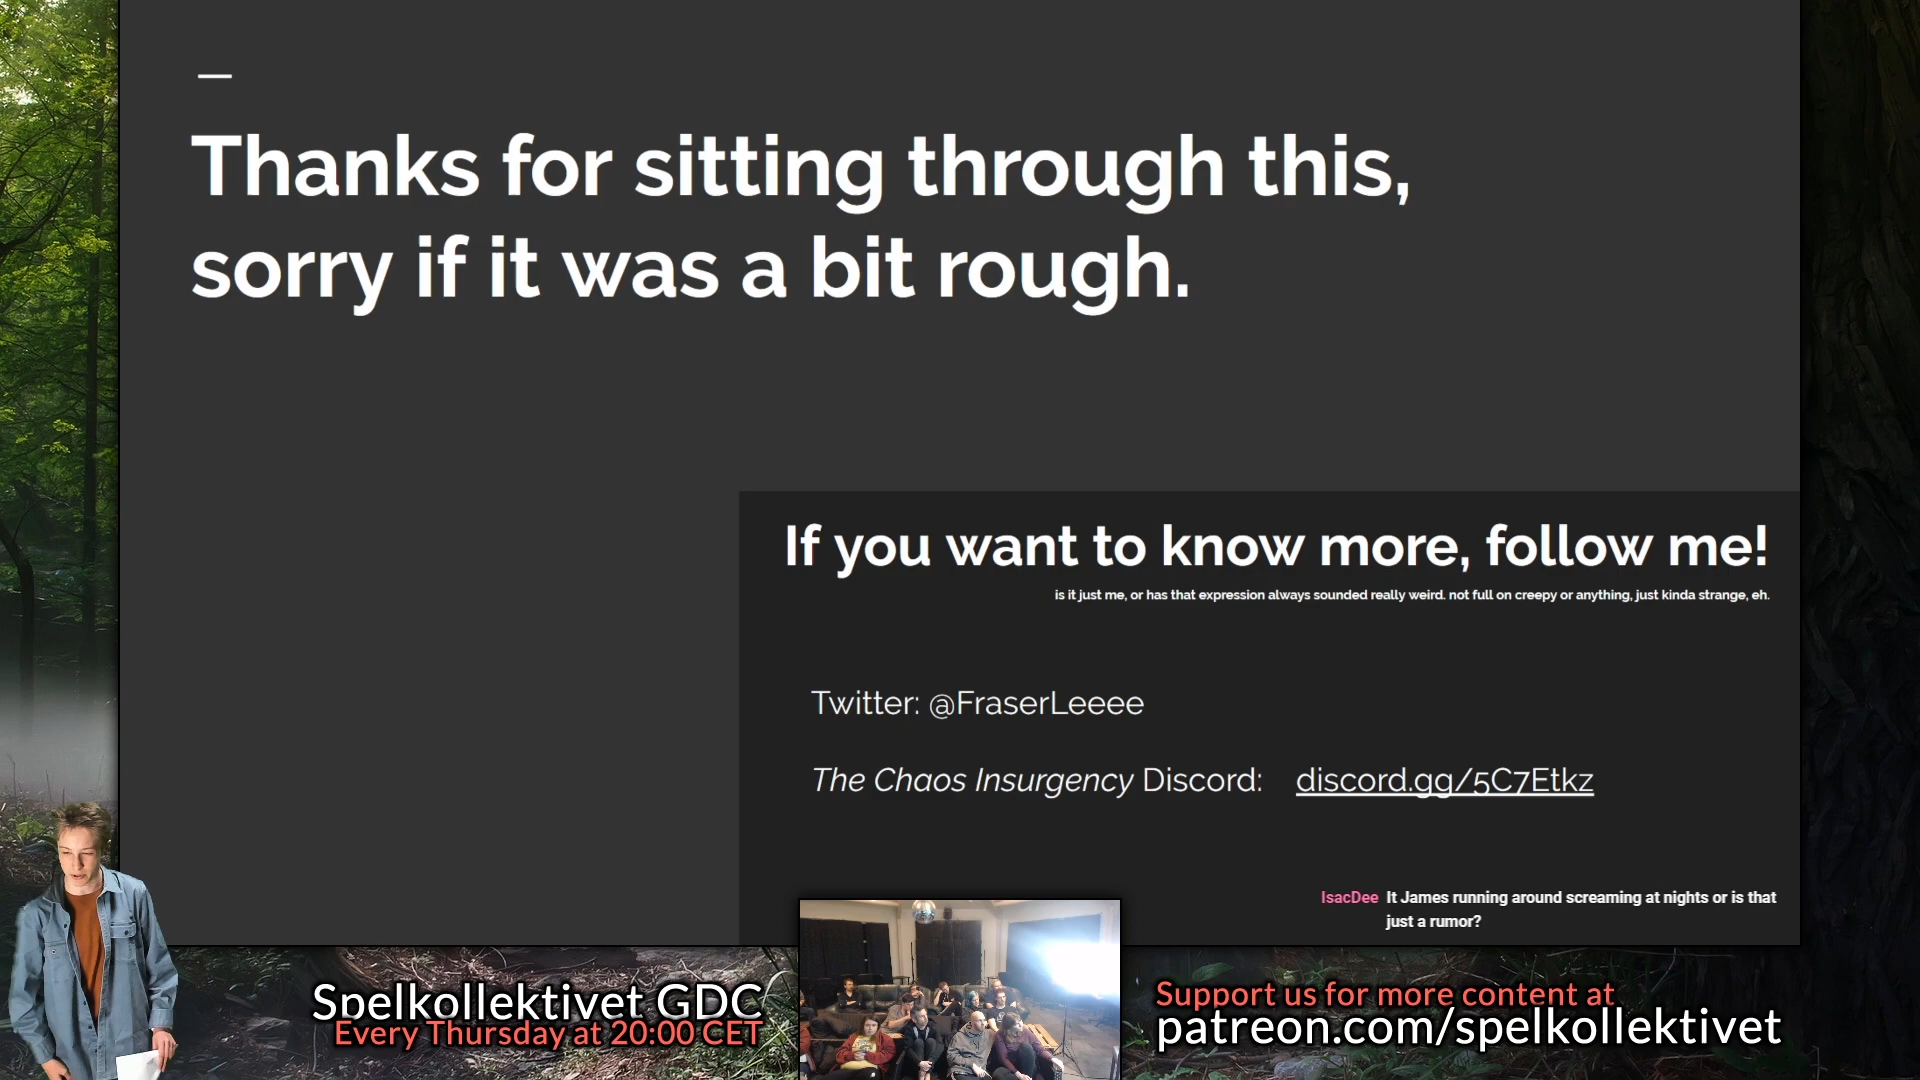 Thanks for sitting through this,
sorry if it was a bit rough.
If you want to know more, follow me!
is it just me, or has that expression always sounded really weird. not full on creepy or anything, just kinda strange, eh.
Twitter: @FraserLeeee
The Chaos Insurgency Discord: discord.gg/5C7Etkz
IsacDee It James running around screaming at nights or is that
just a rumor?
Spelkollektivet GDC
Every Thursday at 20:00 CET
Support us for more content at
patreon.com/spelkollektivet